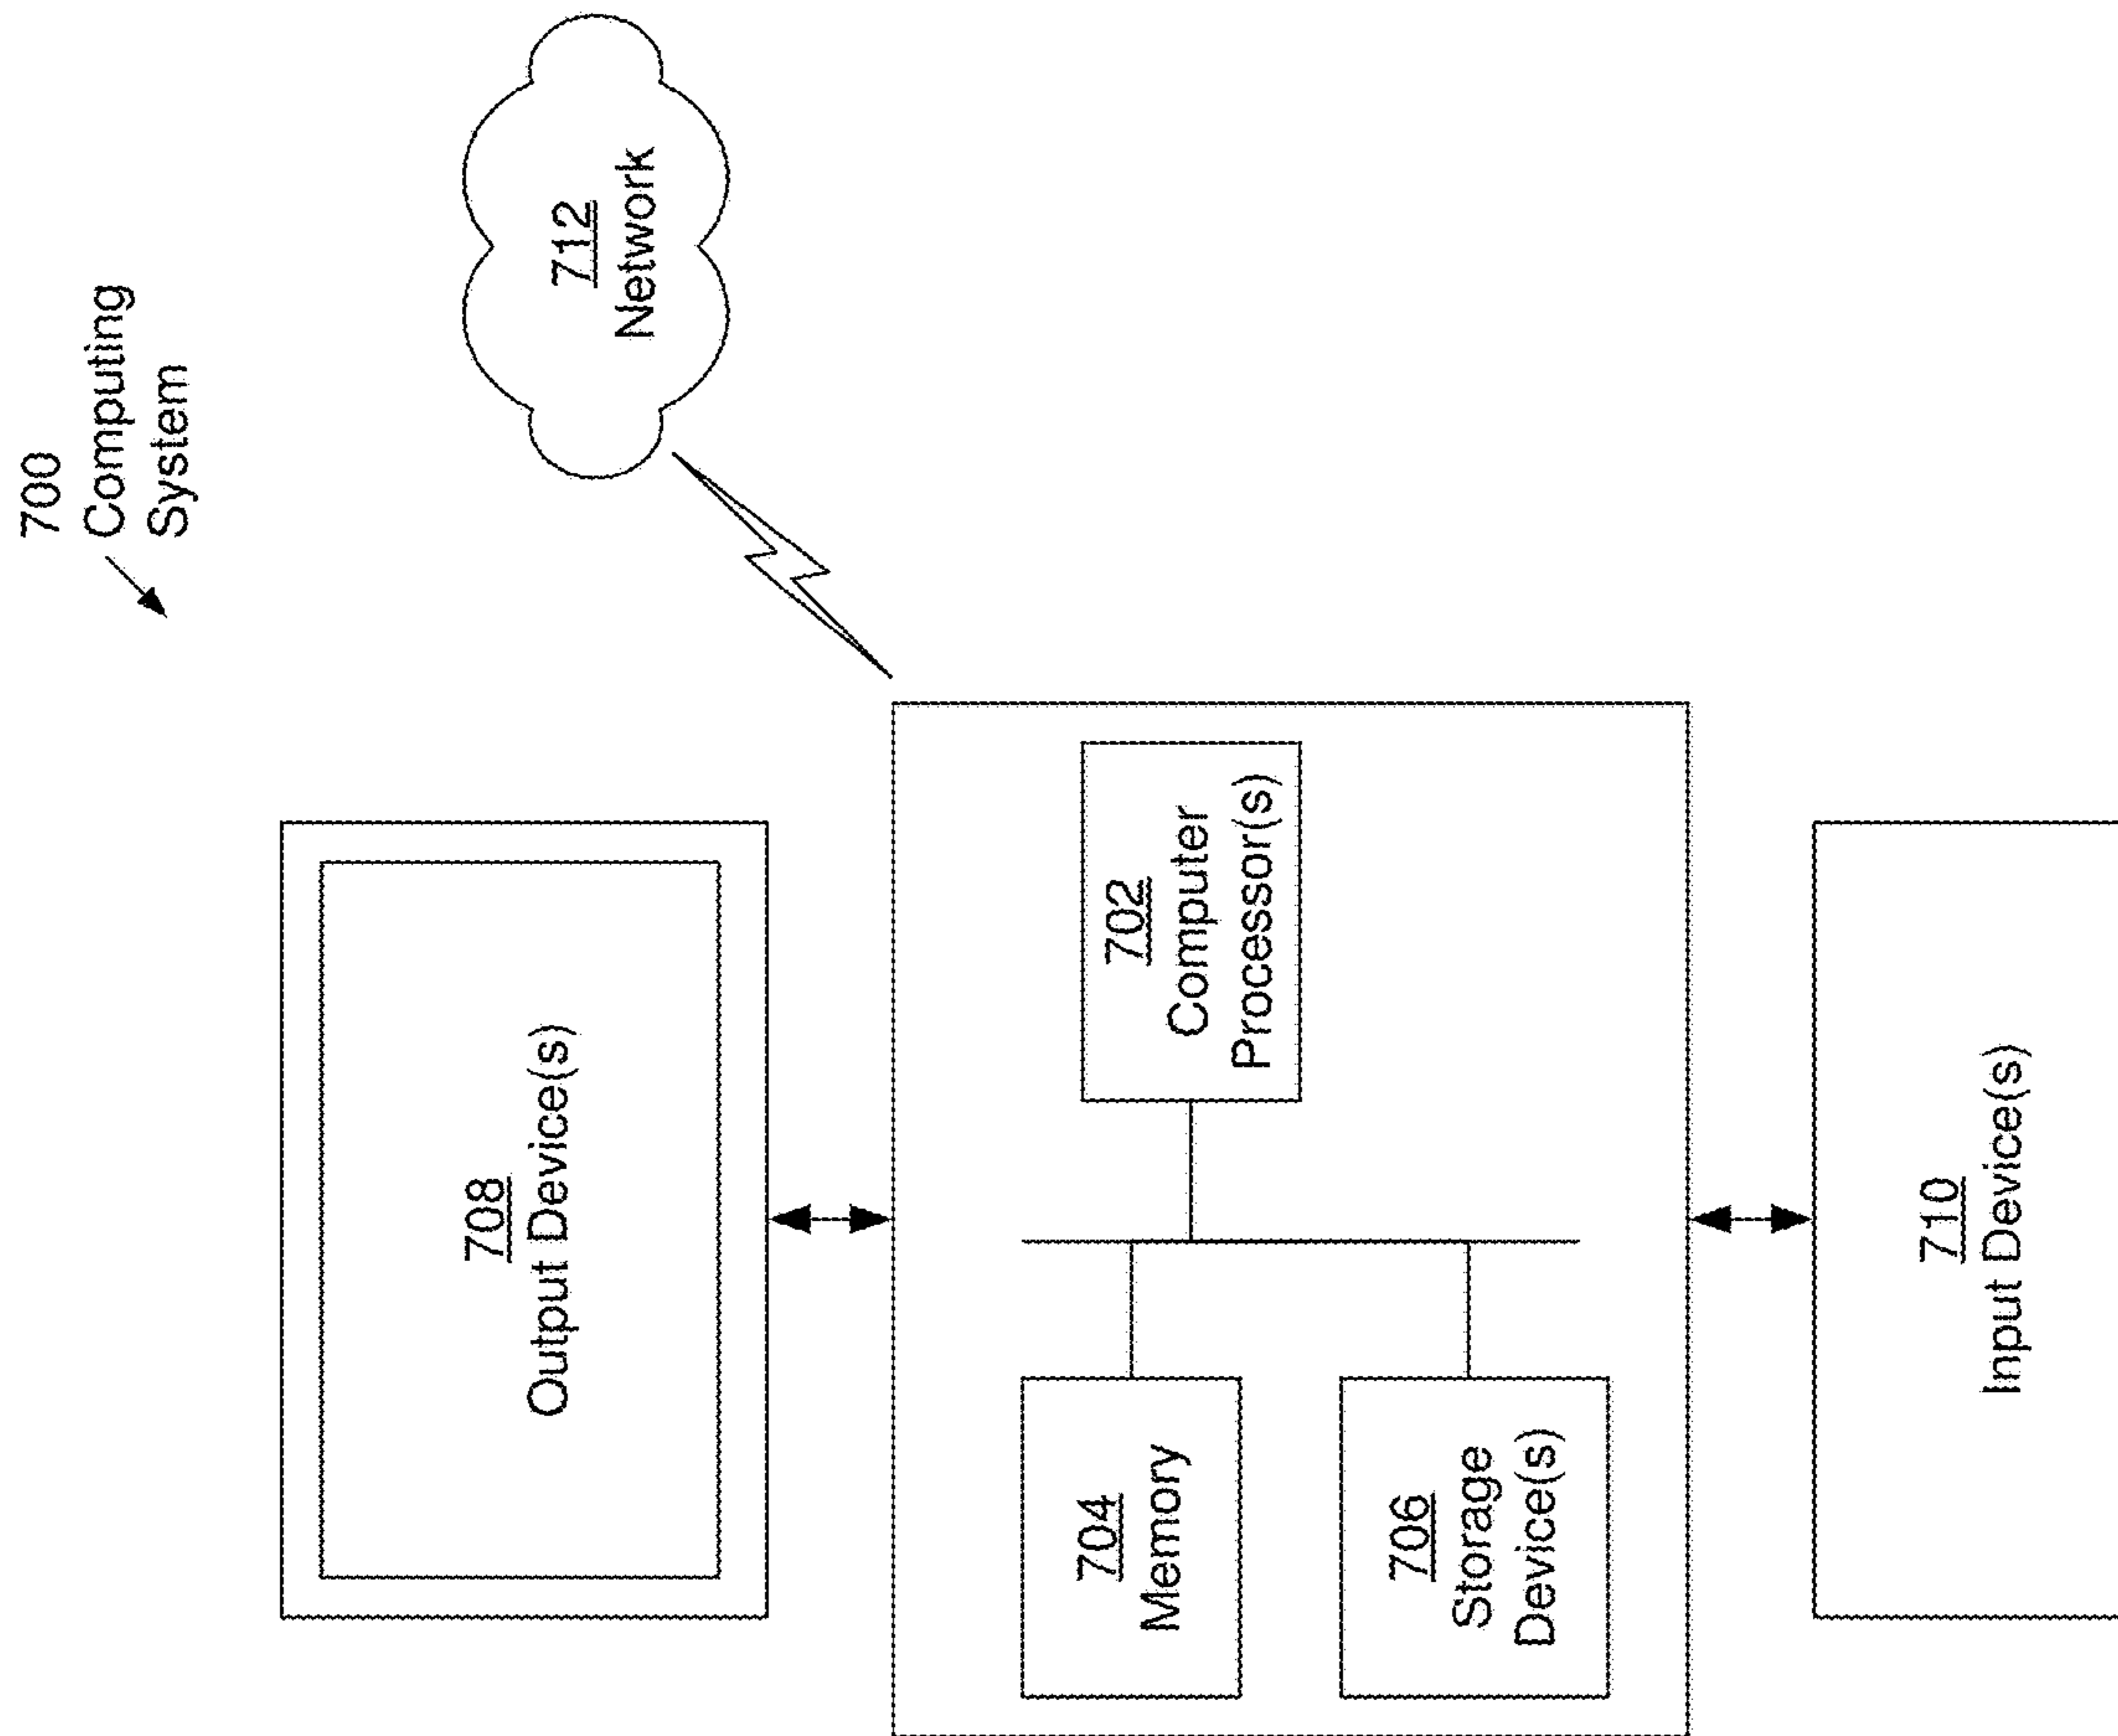 700
Computing
System
712
Network
708
Output Device(s)
702
Computer
Processor(s)
704
Memory
706
Storage
Device(s)
710
Input Device(s)